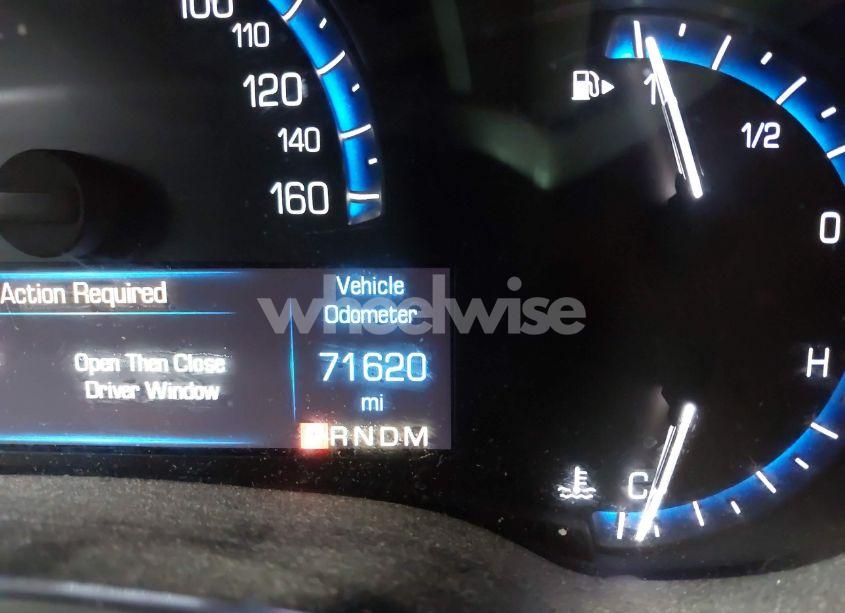 100
110
120
140
160
1
1/2
0
Action Required
Open Then Close
Driver Window
Vehicle
Odometer
71620
mi
P R N D M
H
C
wheelwise